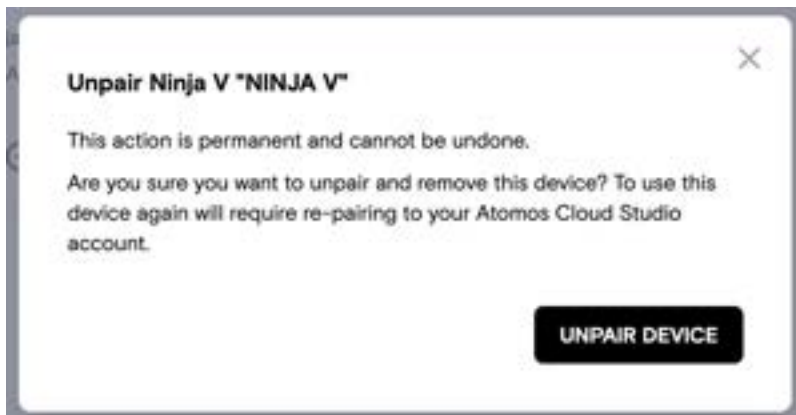 Unpair Ninja V "NINJA V"
This action is permanent and cannot be undone.
Are you sure you want to unpair and remove this device? To use this
device again will require re-pairing to your Atomos Cloud Studio
account.
UNPAIR DEVICE